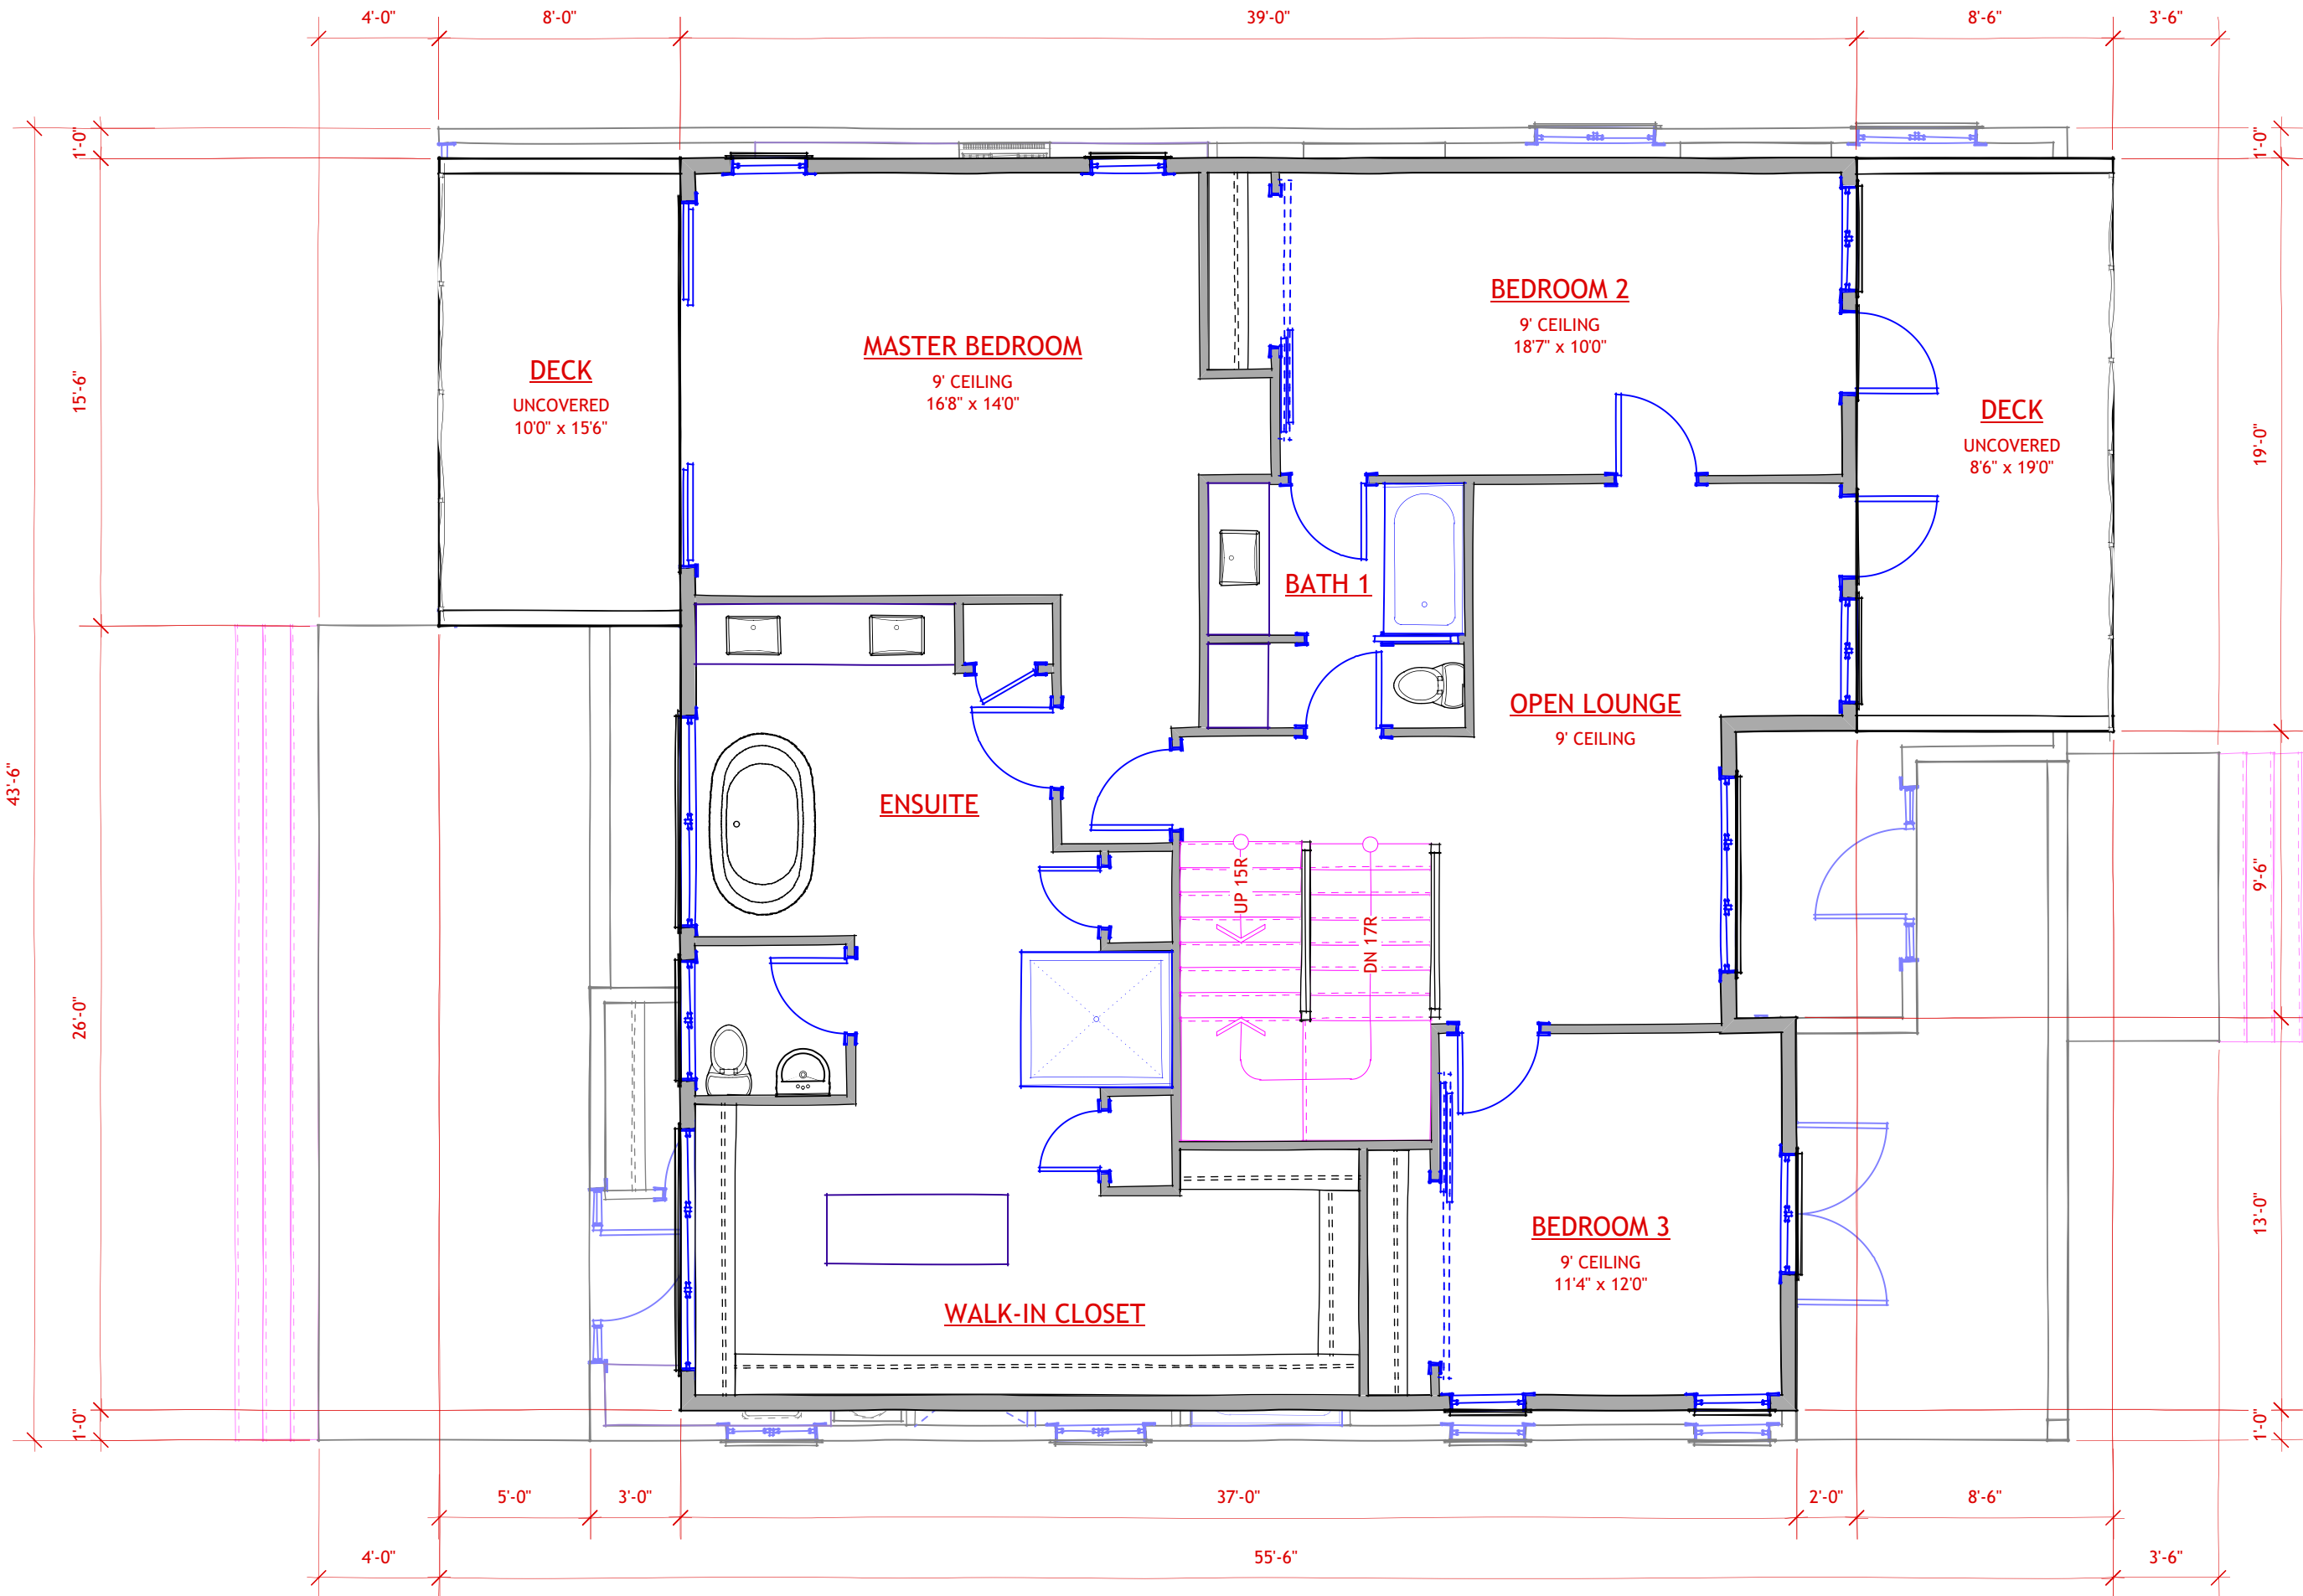 4'-0"
8'-0"
39'-0"
8'-6"
3'-6"
1'-0"
1'-0"
15'-6"
19'-0"
43'-6"
26'-0"
9'-6"
13'-0"
1'-0"
1'-0"
DECK
UNCOVERED
10'0" x 15'6"
MASTER BEDROOM
9' CEILING
16'8" x 14'0"
BEDROOM 2
9' CEILING
18'7" x 10'0"
DECK
UNCOVERED
8'6" x 19'0"
BATH 1
OPEN LOUNGE
9' CEILING
ENSUITE
UP 15R
DN 17R
BEDROOM 3
9' CEILING
11'4" x 12'0"
WALK-IN CLOSET
5'-0"
3'-0"
37'-0"
2'-0"
8'-6"
4'-0"
55'-6"
3'-6"